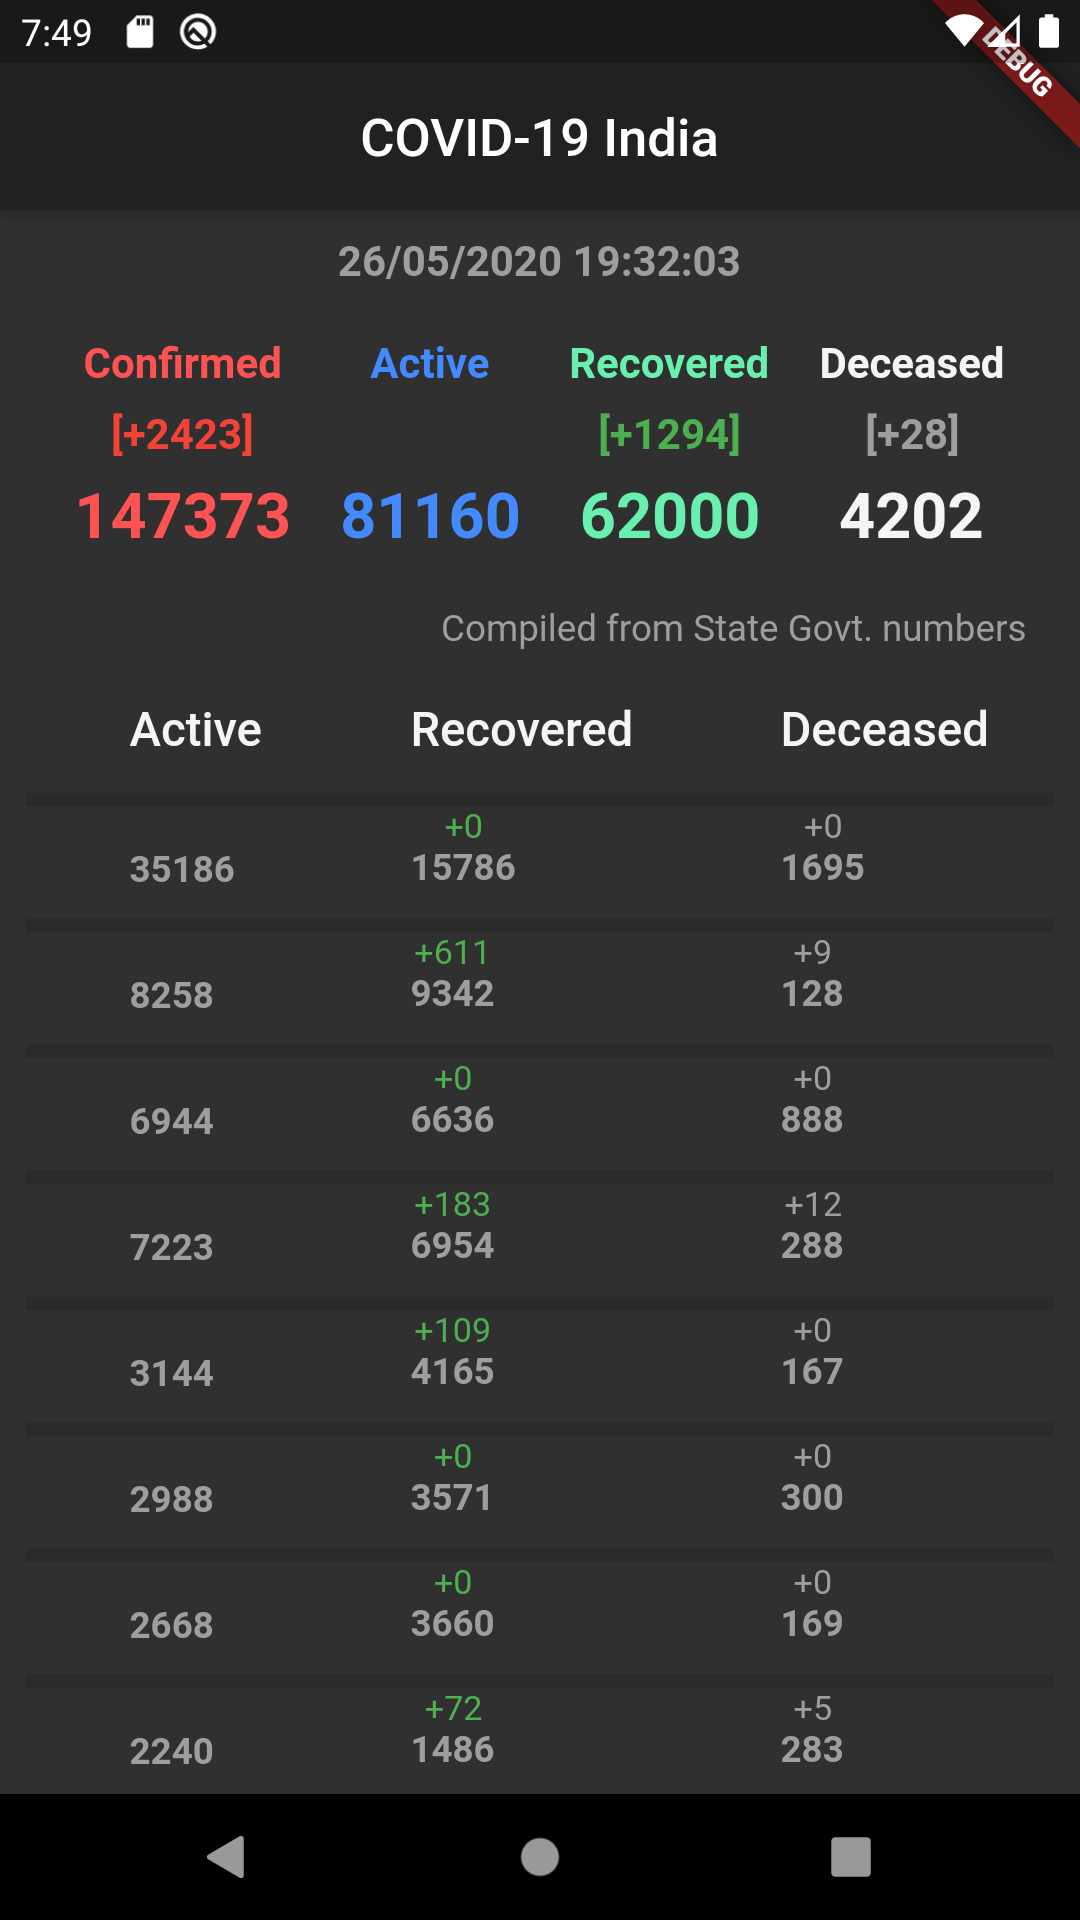 7:49
DEBUG
COVID-19 India
26/05/2020 19:32:03
Confirmed Active Recovered Deceased
[+2423] [+1294] [+28]
147373 81160 62000 4202
Compiled from State Govt. numbers
Active Recovered Deceased
+0 +0
35186 15786 1695
+611 +9
8258 9342 128
+0 +0
6944 6636 888
+183 +12
7223 6954 288
+109 +0
3144 4165 167
+0 +0
2988 3571 300
+0 +0
2668 3660 169
+72 +5
2240 1486 283